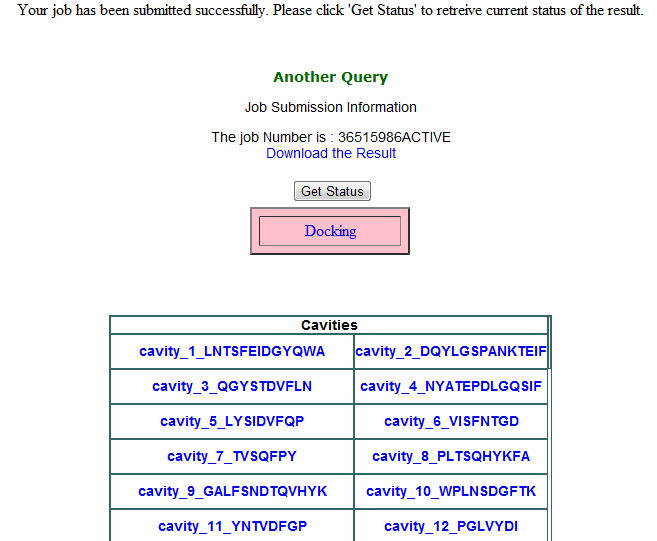 Your job has been submitted successfully. Please click 'Get Status' to retreive current status of the result.
Another Query
Job Submission Information
The job Number is : 36515986ACTIVE
Download the Result
Get Status
Docking
Cavities
cavity_1_LNTSFEIDGYQWA cavity_2_DQYLGSPANKTEIF
cavity_3_QGYSTDVFLN cavity_4_NYATEPDLGQSIF
cavity_5_LYSIDVFQP cavity_6_VISFNTGD
cavity_7_TVSQFPY cavity_8_PLTSQHYKFA
cavity_9_GALFSNDTQVHYK cavity_10_WPLNSDGFTK
cavity_11_YNTVDFGP cavity_12_PGLVYDI